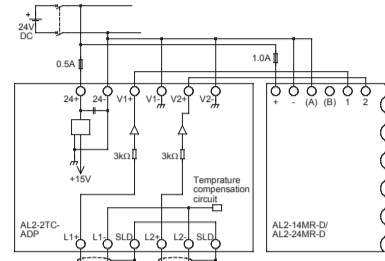 +
24V
DC
-
0.5A
1.0A
24+ 24- V1+ V1- V2+ V2-
+ - (A) (B) 1 2
3kΩ 3kΩ
+15V
Temprature
compensation
circuit
AL2-2TC-
ADP
AL2-14MR-D/
AL2-24MR-D
L1+ L1- SLD L2+ L2- SLD